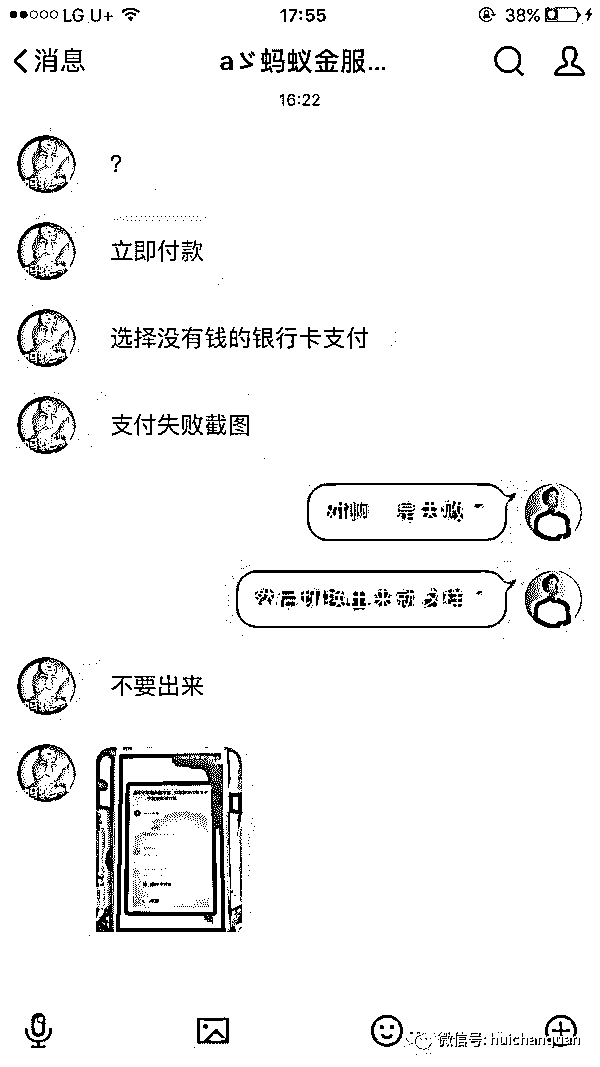 LG U+ 17:55 38%
消息 aゞ蚂蚁金服...
16:22
?
立即付款
选择没有钱的银行卡支付
支付失败截图
不要出来
微信号: huichanquan